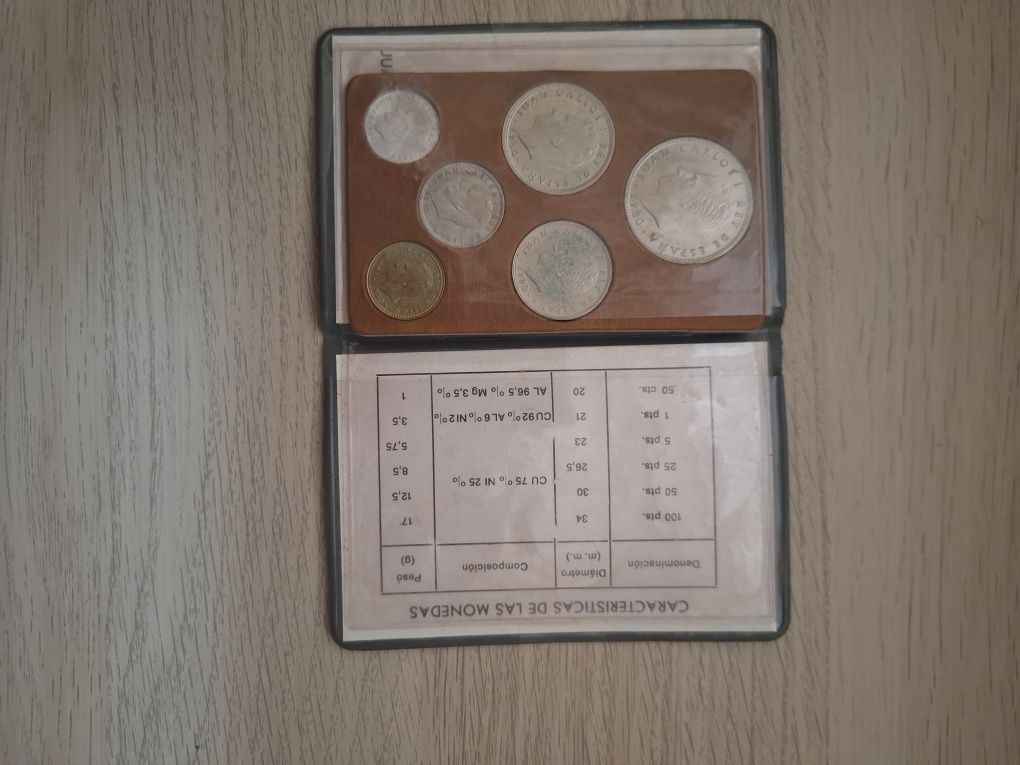 JUAN CARLOS I REY DE ESPAÑA · 1980 ·
JUAN CARLOS I REY DE ESPAÑA · 1980 ·
CARACTERISTICAS DE LAS MONEDAS
Denominación Diámetro (m. m.) Composición Peso (g)
100 pts. 34 17
50 pts. 30 12,5
CU 75 % NI 25 %
25 pts. 26,5 8,5
5 pts. 23 5,75
1 pts. 21 CU 92 % AL 6 % NI 2 % 3,5
50 cts. 20 AL 96,5 % Mg 3,5 % 1